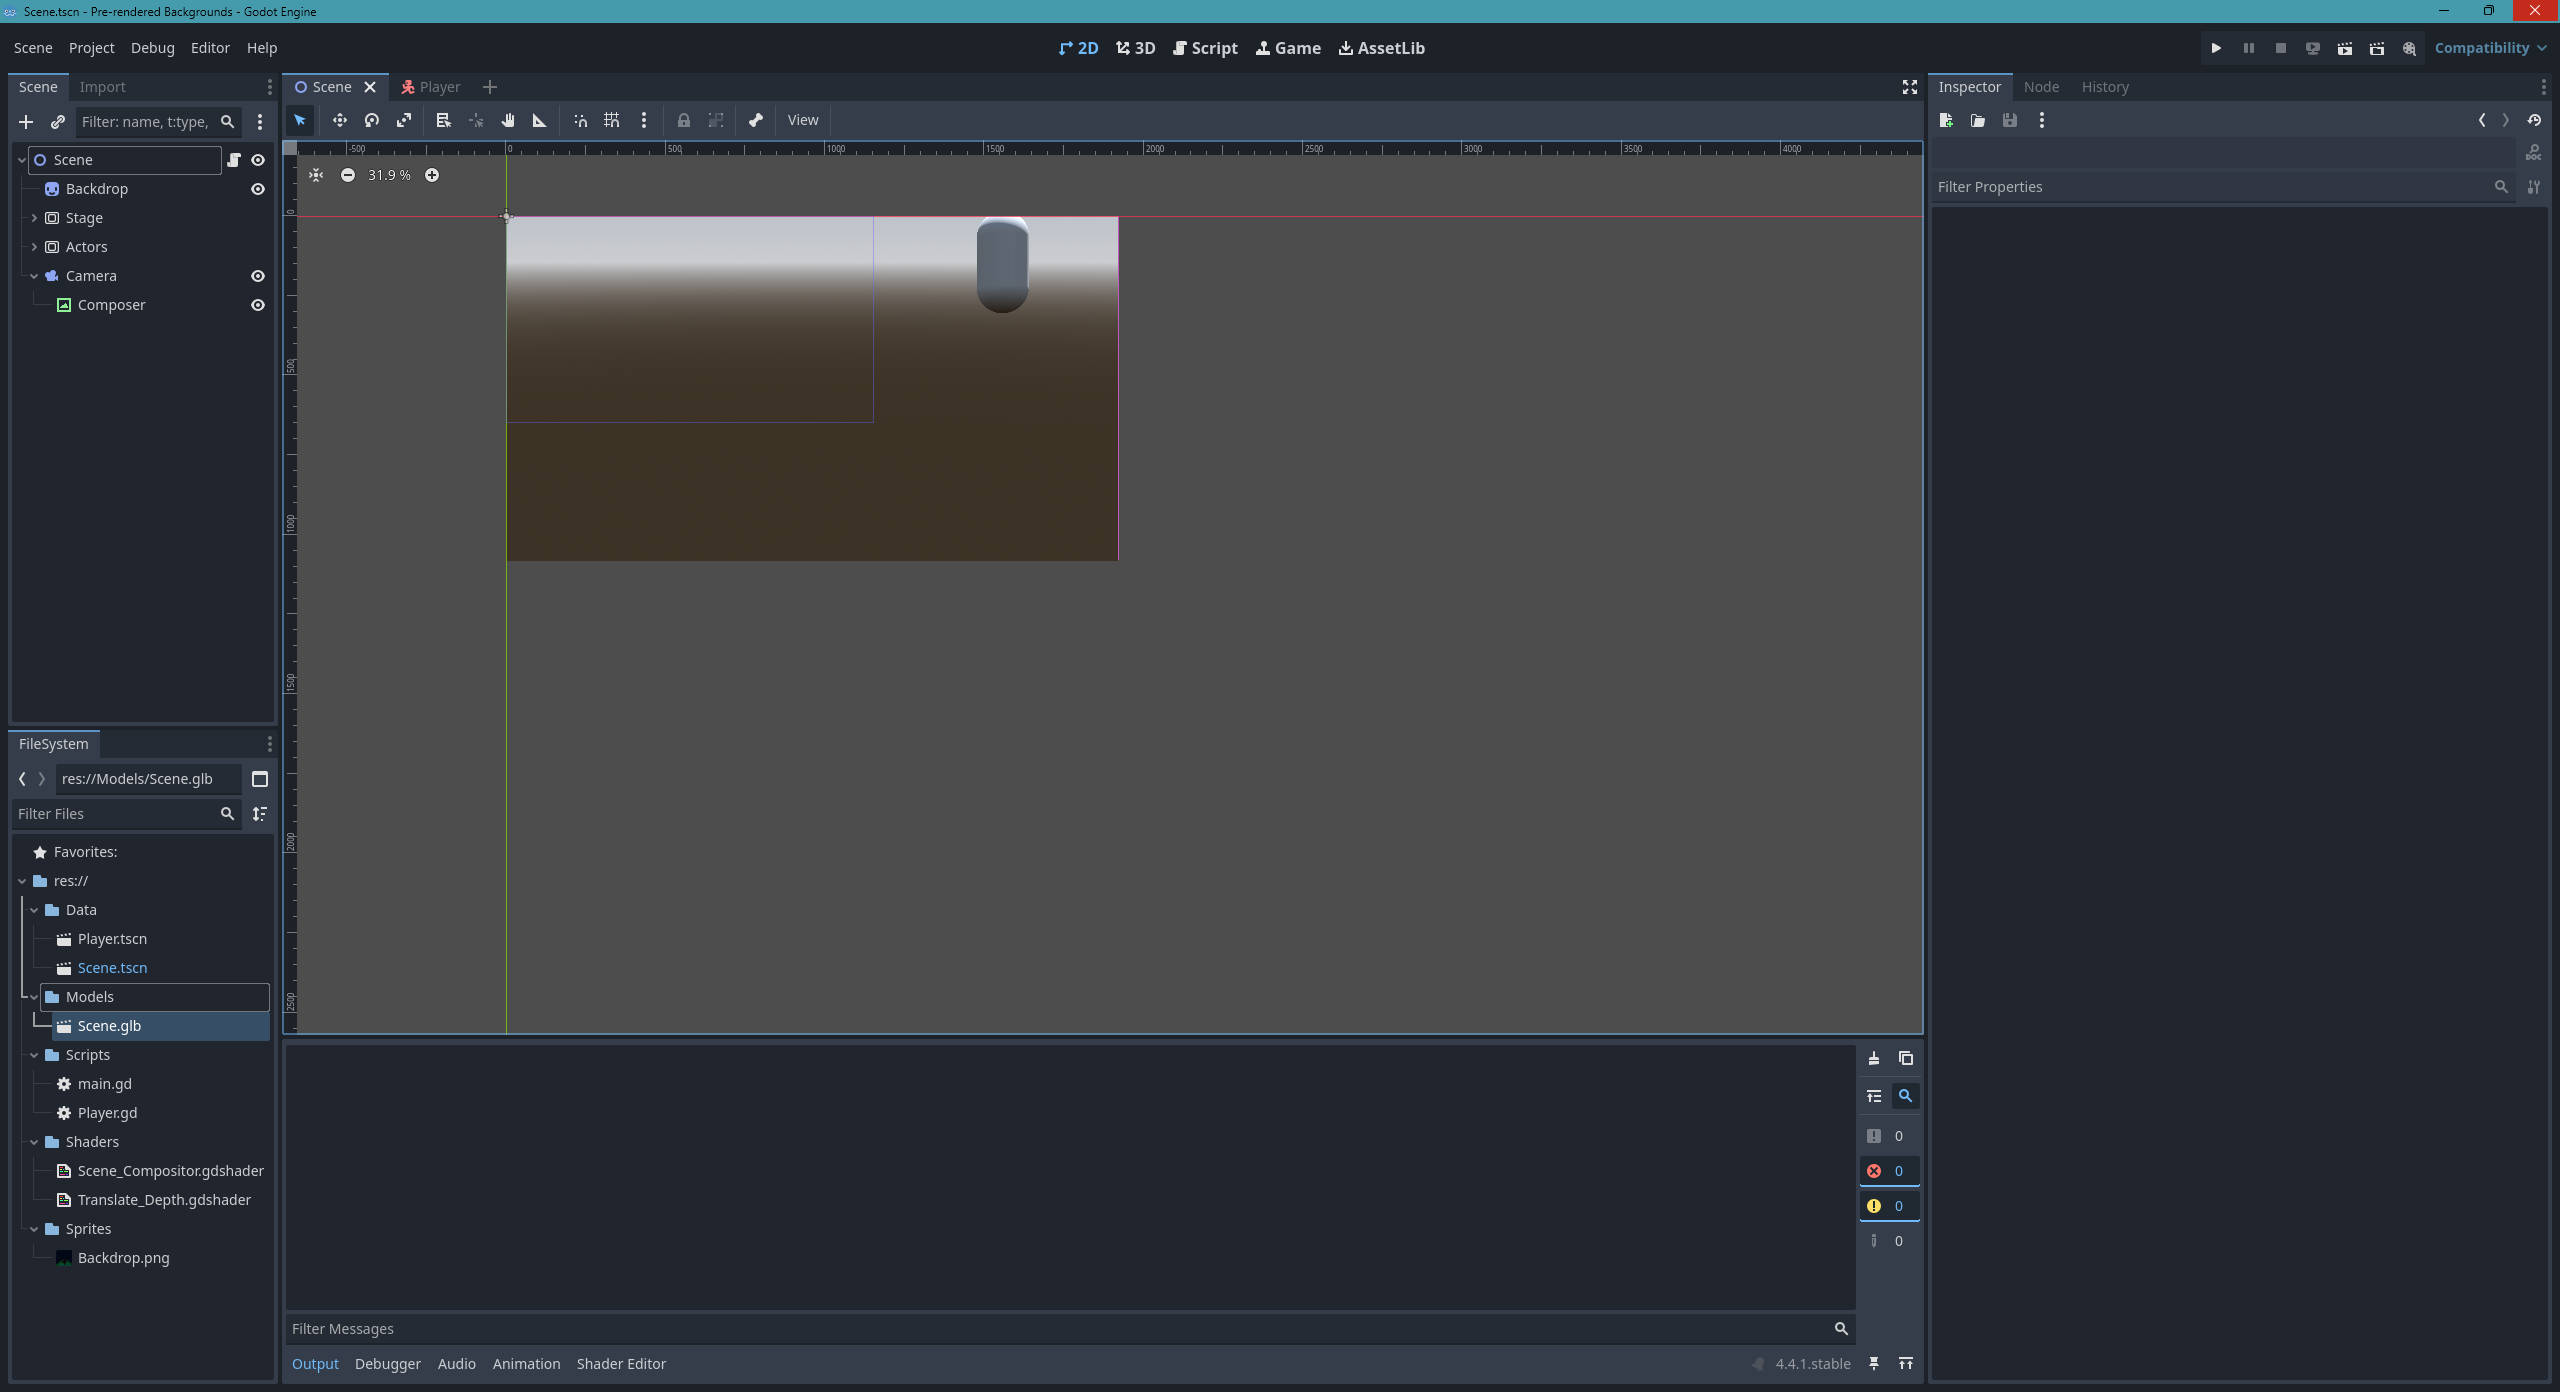 Scene.tscn - Pre-rendered Backgrounds - Godot Engine
Scene Project Debug Editor Help
2D 3D Script Game AssetLib
Compatibility
Scene Import
Filter: name, t:type,
Scene
Backdrop
Stage
Actors
Camera
Composer
Scene Player
View
-500 0 500 1000 1500 2000 2500 3000 3500 4000
31.9 %
0
500
1000
1500
2000
2500
Inspector Node History
DOC
Filter Properties
FileSystem
res://Models/Scene.glb
Filter Files
Favorites:
res://
Data
Player.tscn
Scene.tscn
Models
Scene.glb
Scripts
main.gd
Player.gd
Shaders
Scene_Compositor.gdshader
Translate_Depth.gdshader
Sprites
Backdrop.png
0
0
0
0
Filter Messages
Output Debugger Audio Animation Shader Editor
4.4.1.stable